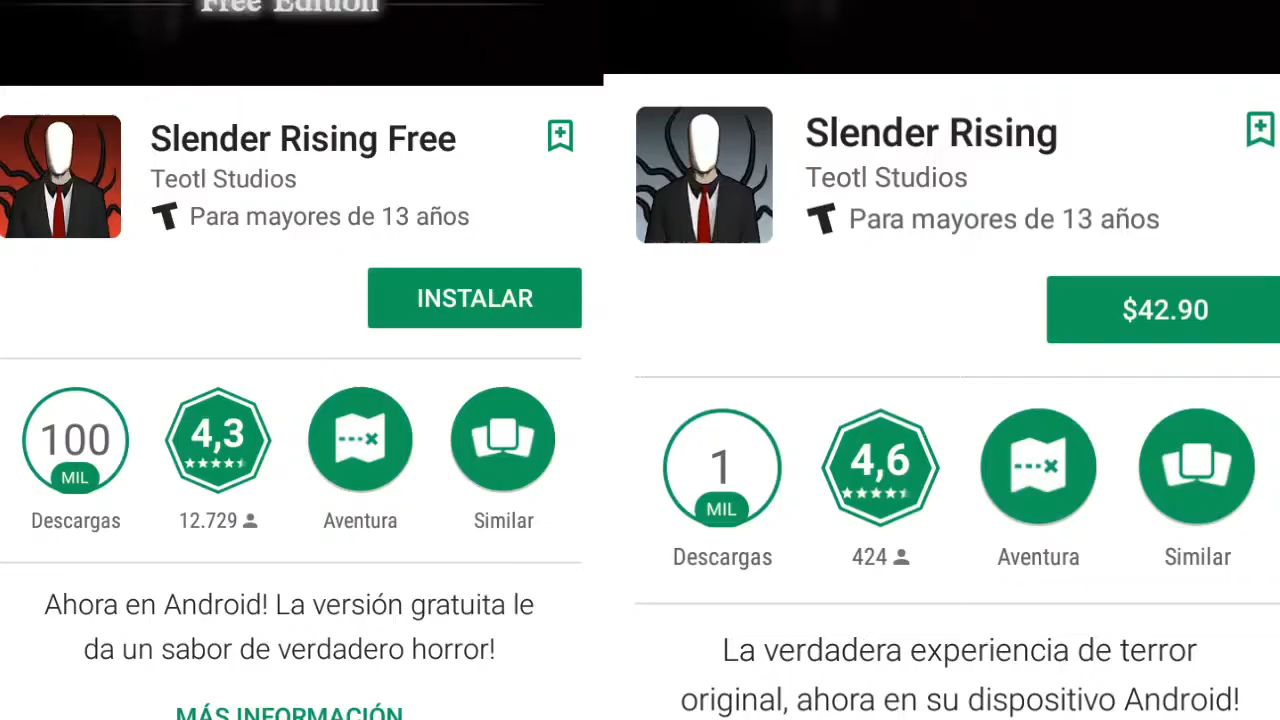 Free Edition
Slender Rising Free
Teotl Studios
T Para mayores de 13 años
INSTALAR
100
MIL
Descargas
4,3
12.729
Aventura
Similar
Ahora en Android! La versión gratuita le
da un sabor de verdadero horror!
MÁS INFORMACIÓN
Slender Rising
Teotl Studios
T Para mayores de 13 años
$42.90
1
MIL
Descargas
4,6
424
Aventura
Similar
La verdadera experiencia de terror
original, ahora en su dispositivo Android!